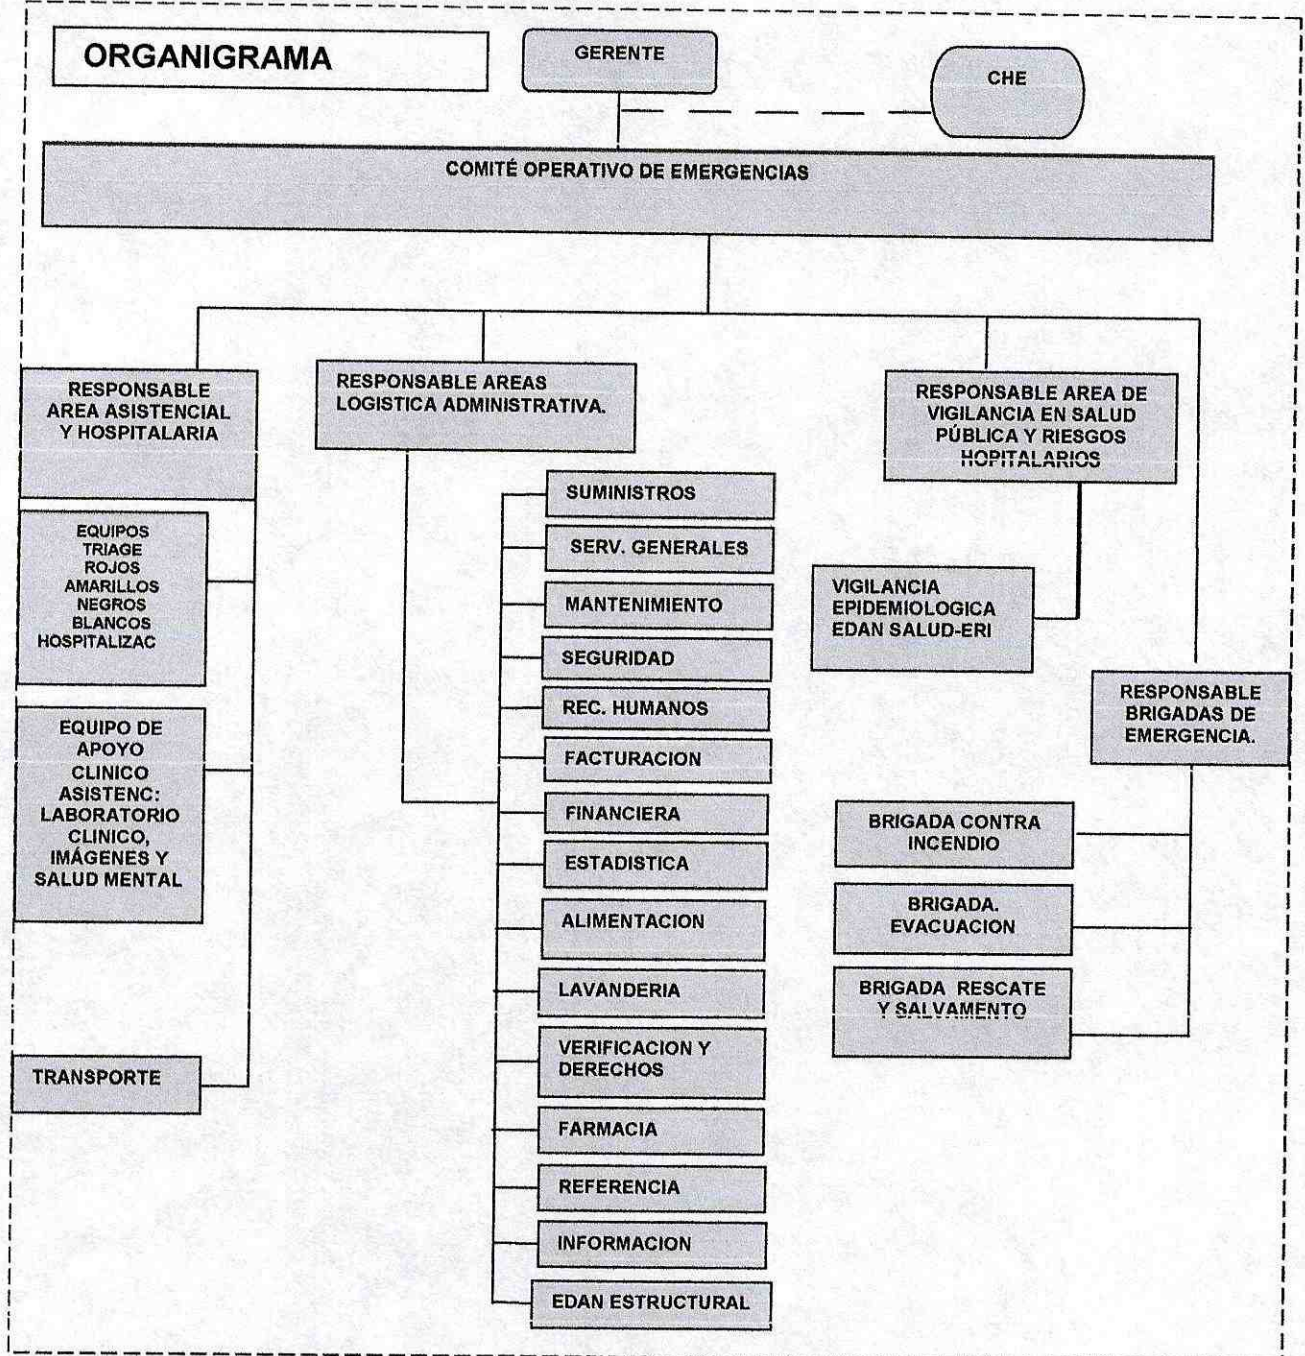 ORGANIGRAMA
GERENTE
CHE
COMITÉ OPERATIVO DE EMERGENCIAS
RESPONSABLE
AREA ASISTENCIAL
Y HOSPITALARIA
EQUIPOS
TRIAGE
ROJOS
AMARILLOS
NEGROS
BLANCOS
HOSPITALIZAC
EQUIPO DE
APOYO
CLINICO
ASISTENC:
LABORATORIO
CLINICO,
IMÁGENES Y
SALUD MENTAL
TRANSPORTE
RESPONSABLE AREAS
LOGISTICA ADMINISTRATIVA.
SUMINISTROS
SERV. GENERALES
MANTENIMIENTO
SEGURIDAD
REC. HUMANOS
FACTURACION
FINANCIERA
ESTADISTICA
ALIMENTACION
LAVANDERIA
VERIFICACION Y
DERECHOS
FARMACIA
REFERENCIA
INFORMACION
EDAN ESTRUCTURAL
RESPONSABLE AREA DE
VIGILANCIA EN SALUD
PÚBLICA Y RIESGOS
HOPITALARIOS
VIGILANCIA
EPIDEMIOLOGICA
EDAN SALUD-ERI
RESPONSABLE
BRIGADAS DE
EMERGENCIA.
BRIGADA CONTRA
INCENDIO
BRIGADA.
EVACUACION
BRIGADA RESCATE
Y SALVAMENTO